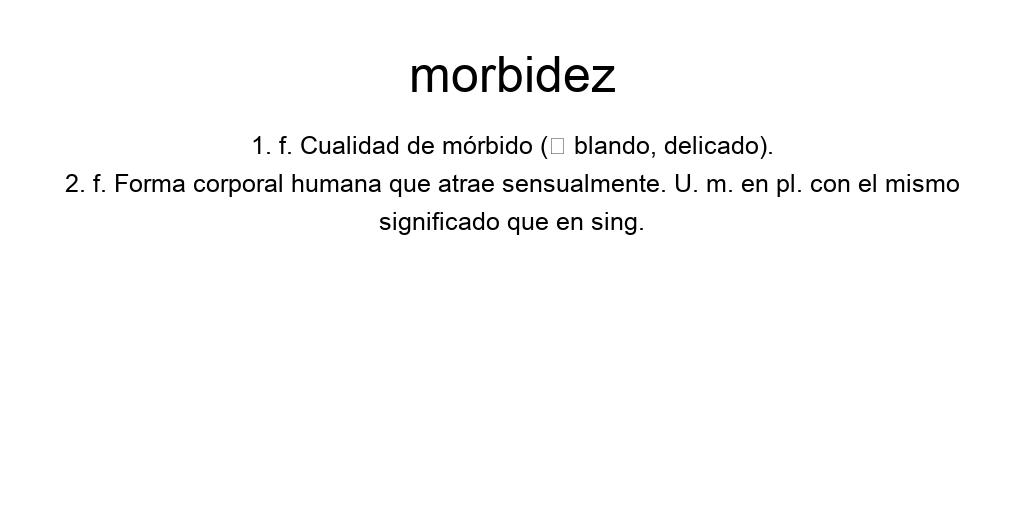 morbidez
1. f. Cualidad de mórbido (□ blando, delicado).
2. f. Forma corporal humana que atrae sensualmente. U. m. en pl. con el mismo
significado que en sing.